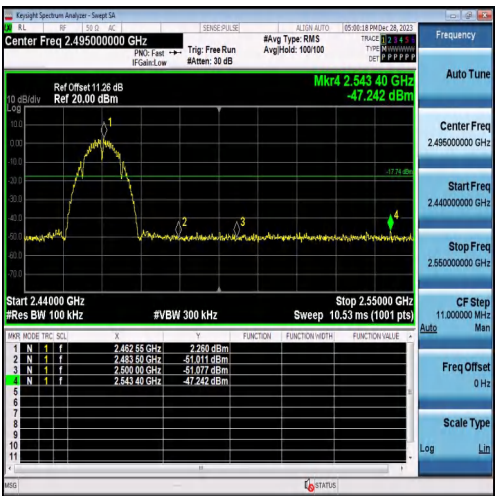 Keysight Spectrum Analyzer - Swept SA
RL RF 50 Ω AC SENSE:PULSE ALIGN AUTO 05:00:18 PM Dec 28, 2023
Center Freq 2.495000000 GHz
PNO: Fast
IFGain:Low
Trig: Free Run
#Atten: 30 dB
#Avg Type: RMS
Avg|Hold: 100/100
TRACE 1 2 3 4 5 6
TYPE MWWWWW
DET P P P P P P
Frequency
Auto Tune
Center Freq
2.495000000 GHz
Start Freq
2.440000000 GHz
Stop Freq
2.550000000 GHz
CF Step
11.000000 MHz
Auto Man
Freq Offset
0 Hz
Scale Type
Log Lin
Mkr4 2.543 40 GHz
-47.242 dBm
Ref Offset 11.26 dB
10 dB/div Ref 20.00 dBm
Log
10.0
0.00
-10.0
-20.0
-30.0
-40.0
-50.0
-60.0
-70.0
1
2
3
4
-17.74 dBm
Start 2.44000 GHz Stop 2.55000 GHz
#Res BW 100 kHz #VBW 300 kHz Sweep 10.53 ms (1001 pts)
MKR MODE TRC SCL X Y FUNCTION FUNCTION WIDTH FUNCTION VALUE
1 N 1 f 2.462 55 GHz 2.260 dBm
2 N 1 f 2.483 50 GHz -51.011 dBm
3 N 1 f 2.500 00 GHz -51.077 dBm
4 N 1 f 2.543 40 GHz -47.242 dBm
5
6
7
8
9
10
11
MSG STATUS